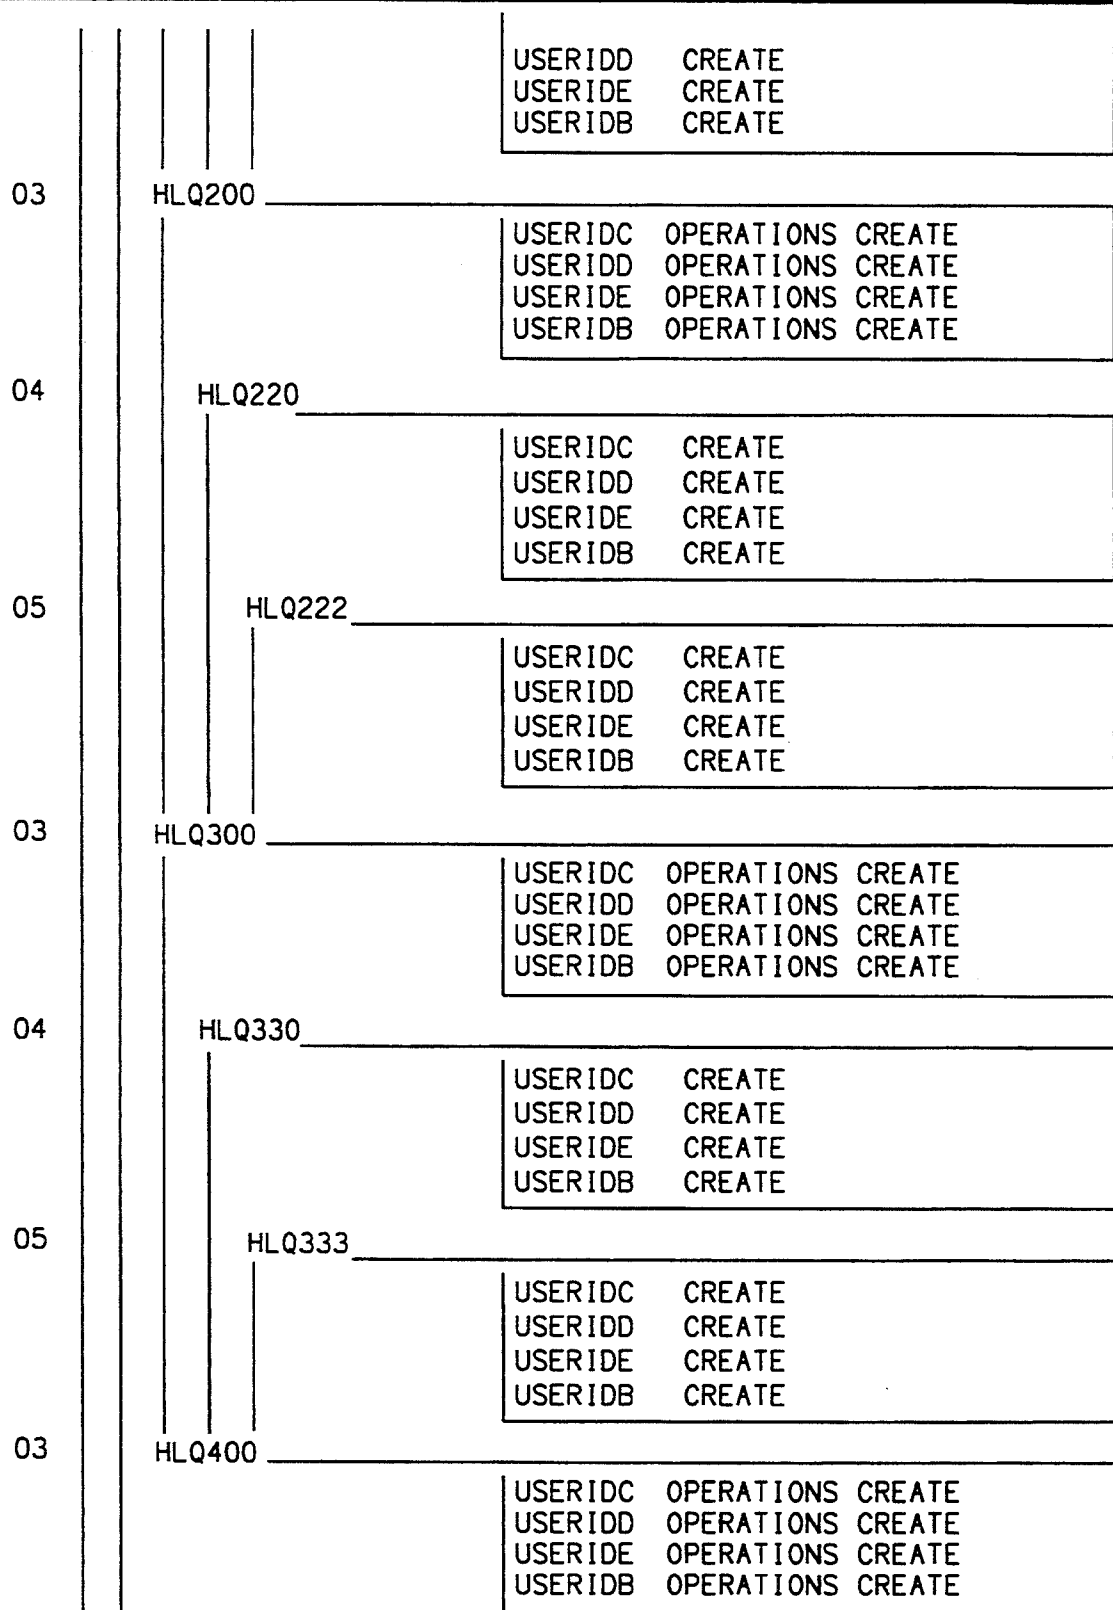 USERIDD CREATE
USERIDE CREATE
USERIDB CREATE
03 HLQ200
USERIDC OPERATIONS CREATE
USERIDD OPERATIONS CREATE
USERIDE OPERATIONS CREATE
USERIDB OPERATIONS CREATE
04 HLQ220
USERIDC CREATE
USERIDD CREATE
USERIDE CREATE
USERIDB CREATE
05 HLQ222
USERIDC CREATE
USERIDD CREATE
USERIDE CREATE
USERIDB CREATE
03 HLQ300
USERIDC OPERATIONS CREATE
USERIDD OPERATIONS CREATE
USERIDE OPERATIONS CREATE
USERIDB OPERATIONS CREATE
04 HLQ330
USERIDC CREATE
USERIDD CREATE
USERIDE CREATE
USERIDB CREATE
05 HLQ333
USERIDC CREATE
USERIDD CREATE
USERIDE CREATE
USERIDB CREATE
03 HLQ400
USERIDC OPERATIONS CREATE
USERIDD OPERATIONS CREATE
USERIDE OPERATIONS CREATE
USERIDB OPERATIONS CREATE